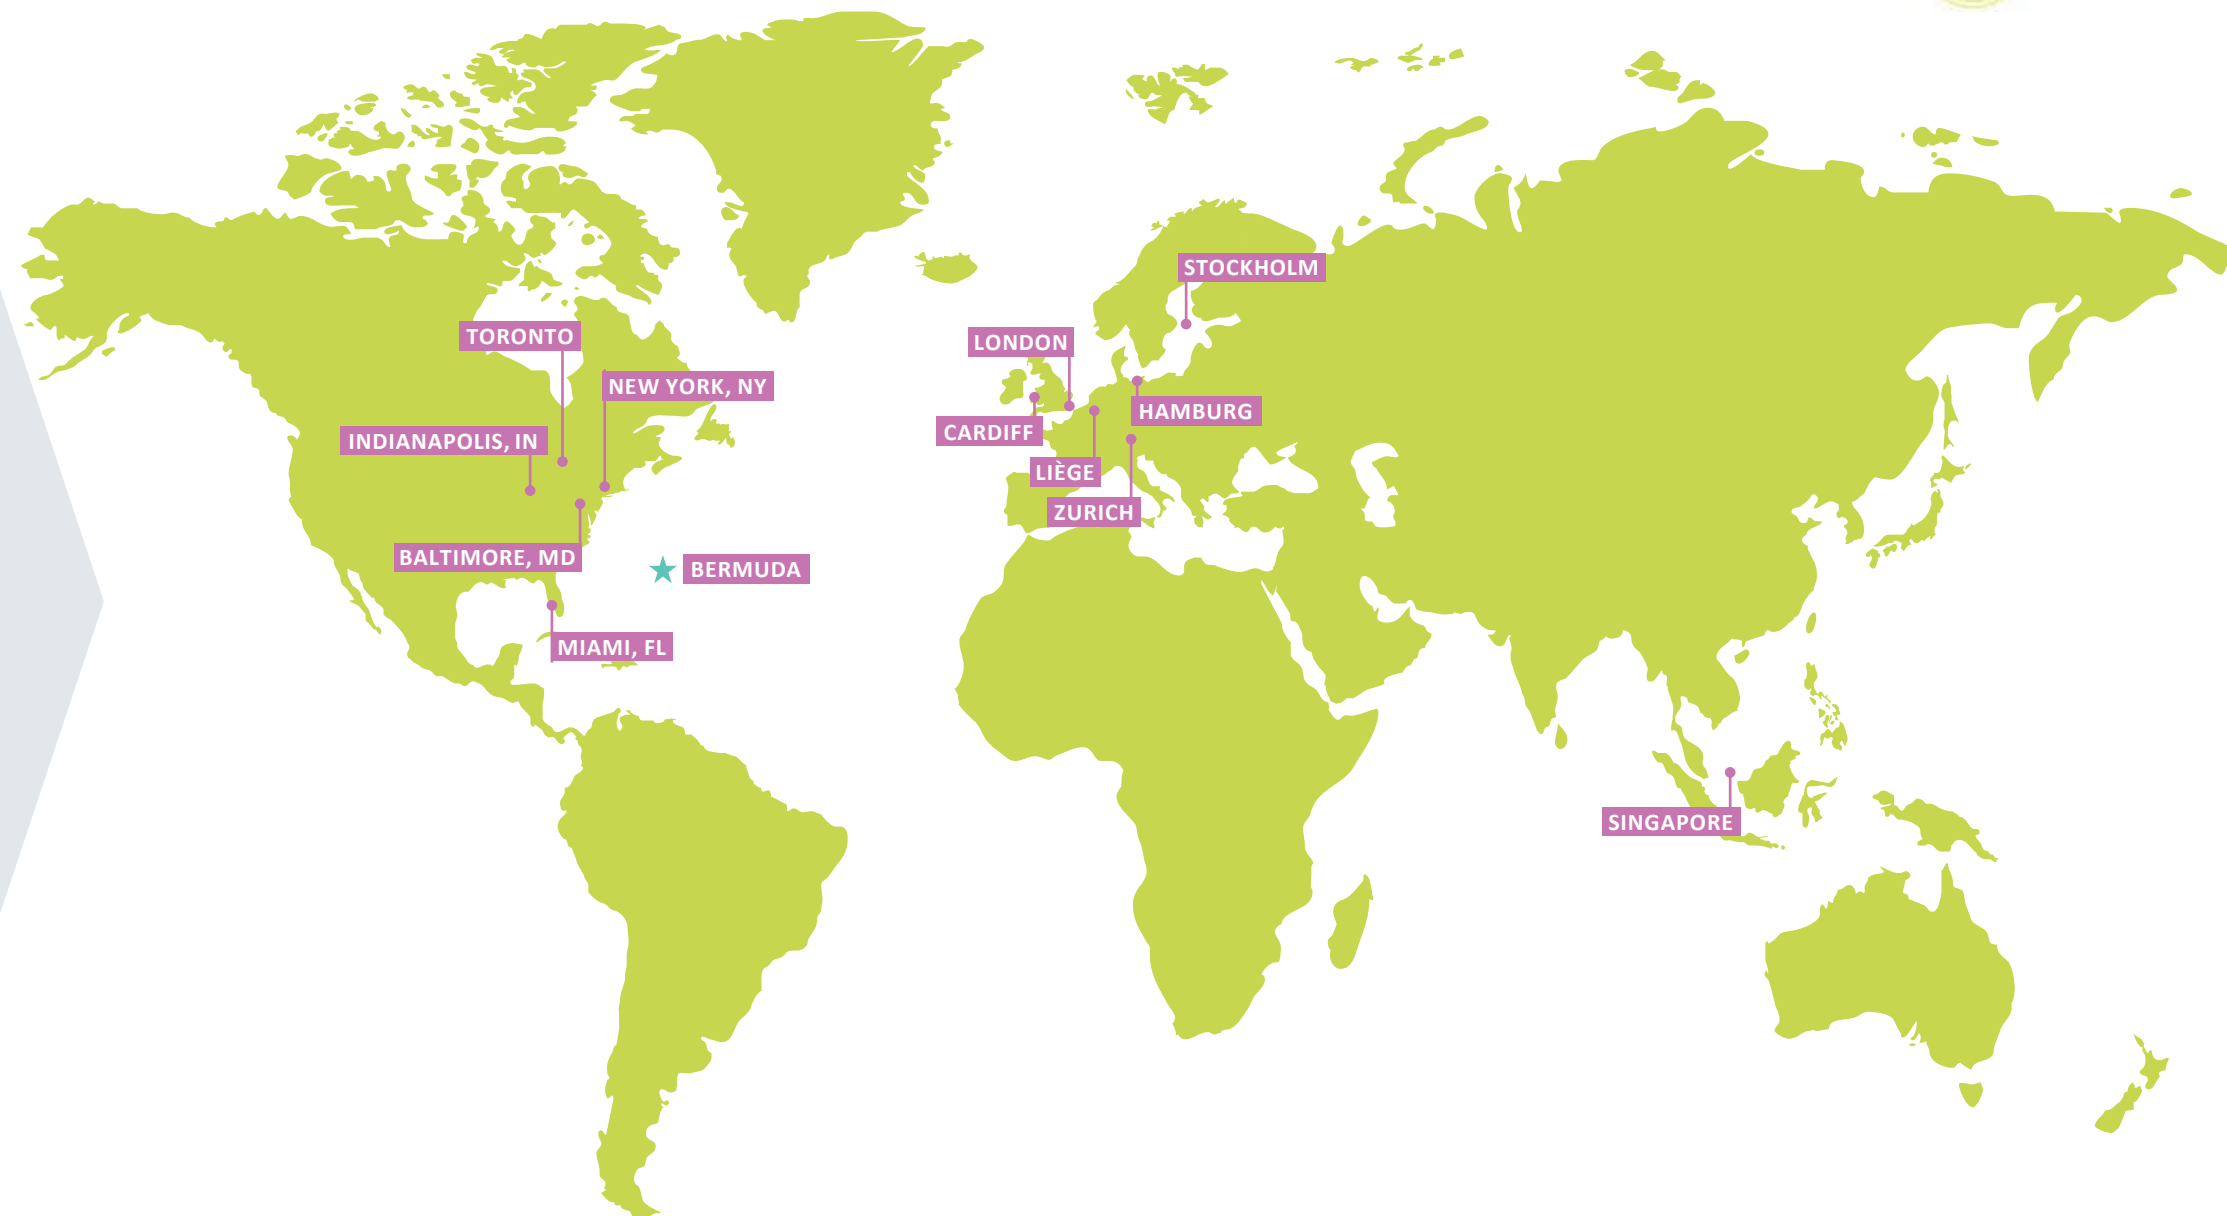 STOCKHOLM
TORONTO
LONDON
NEW YORK, NY
HAMBURG
CARDIFF
INDIANAPOLIS, IN
LIÈGE
ZURICH
BALTIMORE, MD
BERMUDA
MIAMI, FL
SINGAPORE